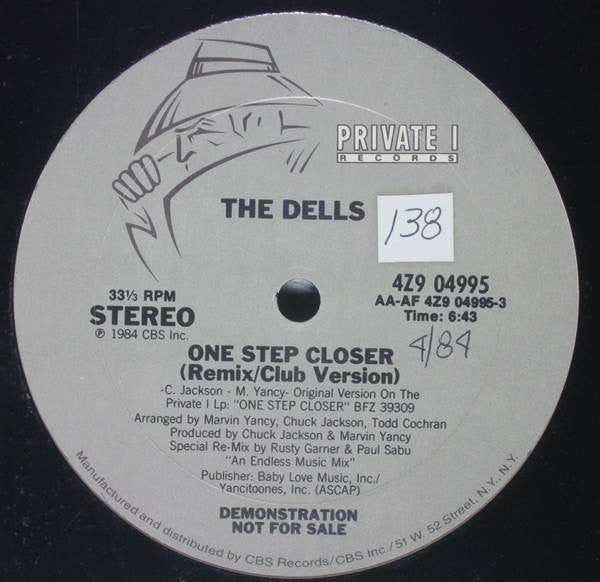 PRIVATE I
RECORDS
THE DELLS
138
4Z9 04995
AA-AF 4Z9 04995-3
Time: 6:43
33⅓ RPM
STEREO
℗ 1984 CBS Inc.
4/84
ONE STEP CLOSER
(Remix/Club Version)
-C. Jackson - M. Yancy- Original Version On The
Private I Lp: "ONE STEP CLOSER" BFZ 39309
Arranged by Marvin Yancy, Chuck Jackson, Todd Cochran
Produced by Chuck Jackson & Marvin Yancy
Special Re-Mix by Rusty Garner & Paul Sabu
"An Endless Music Mix"
Publisher: Baby Love Music, Inc./
Yancitoones, Inc. (ASCAP)
DEMONSTRATION
NOT FOR SALE
Manufactured and distributed by CBS Records/CBS Inc./51 W. 52 Street, N.Y. N.Y.